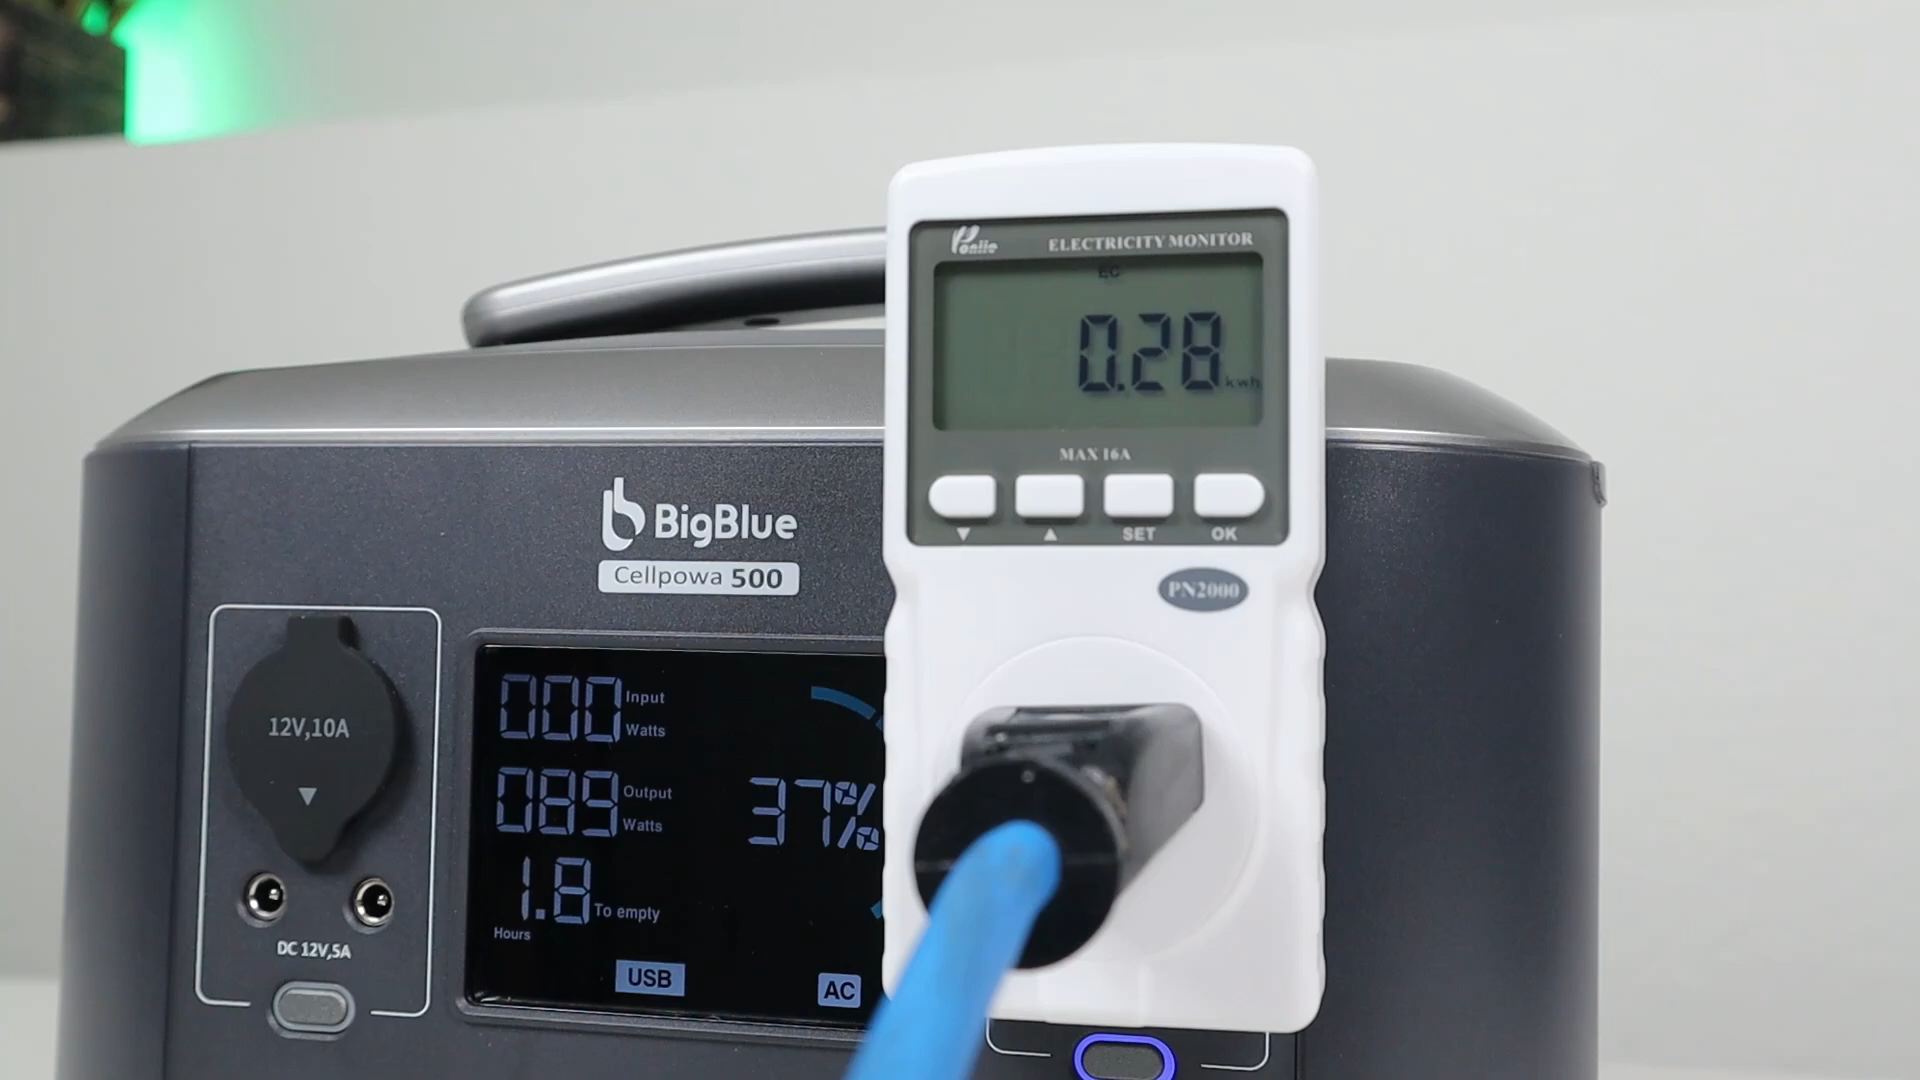 ELECTRICITY MONITOR
EC
0.28 kwh
MAX 16A
▼ ▲ SET OK
PN2000
BigBlue
Cellpowa 500
12V,10A
▼
DC 12V,5A
000 Input Watts
089 Output Watts
37%
1.8 To empty
Hours
USB AC